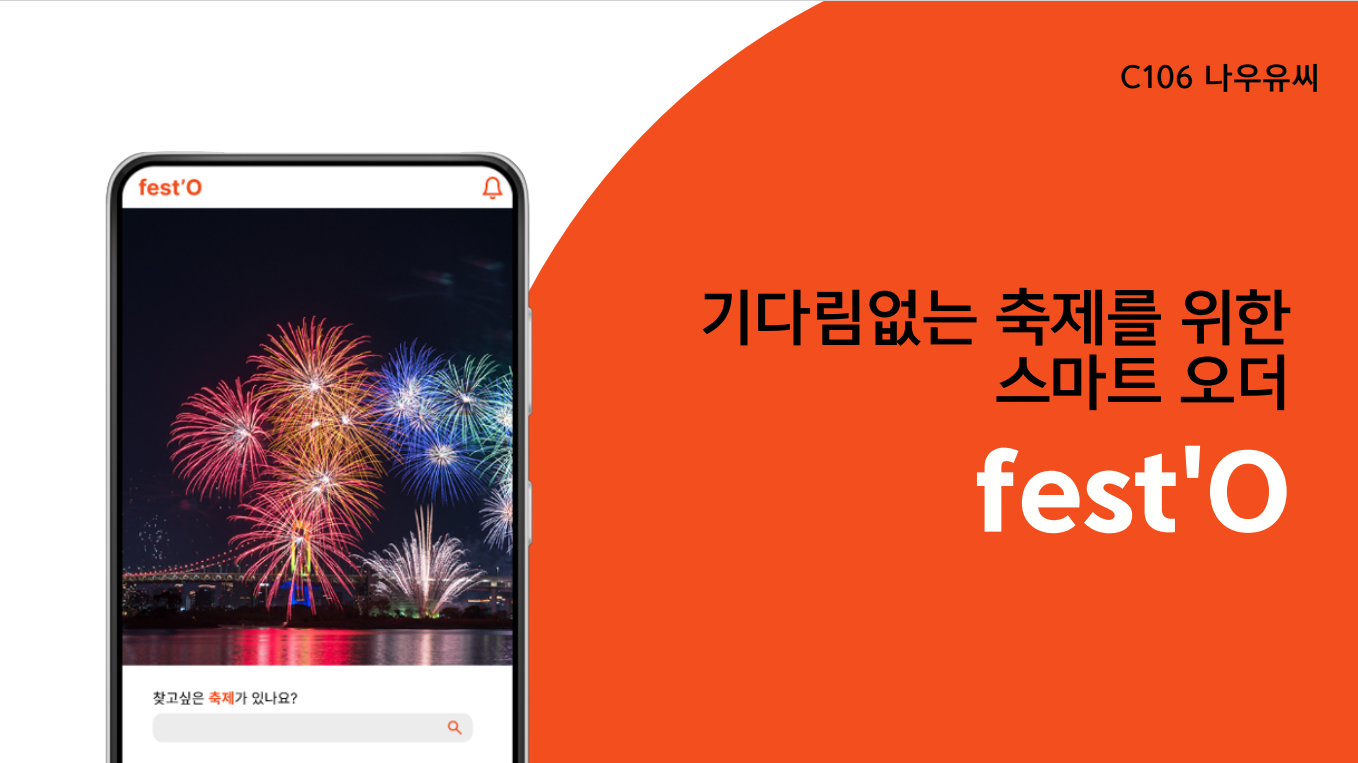 C106 나우유씨
fest'O
기다림없는 축제를 위한
스마트 오더
fest'O
찾고싶은 축제가 있나요?